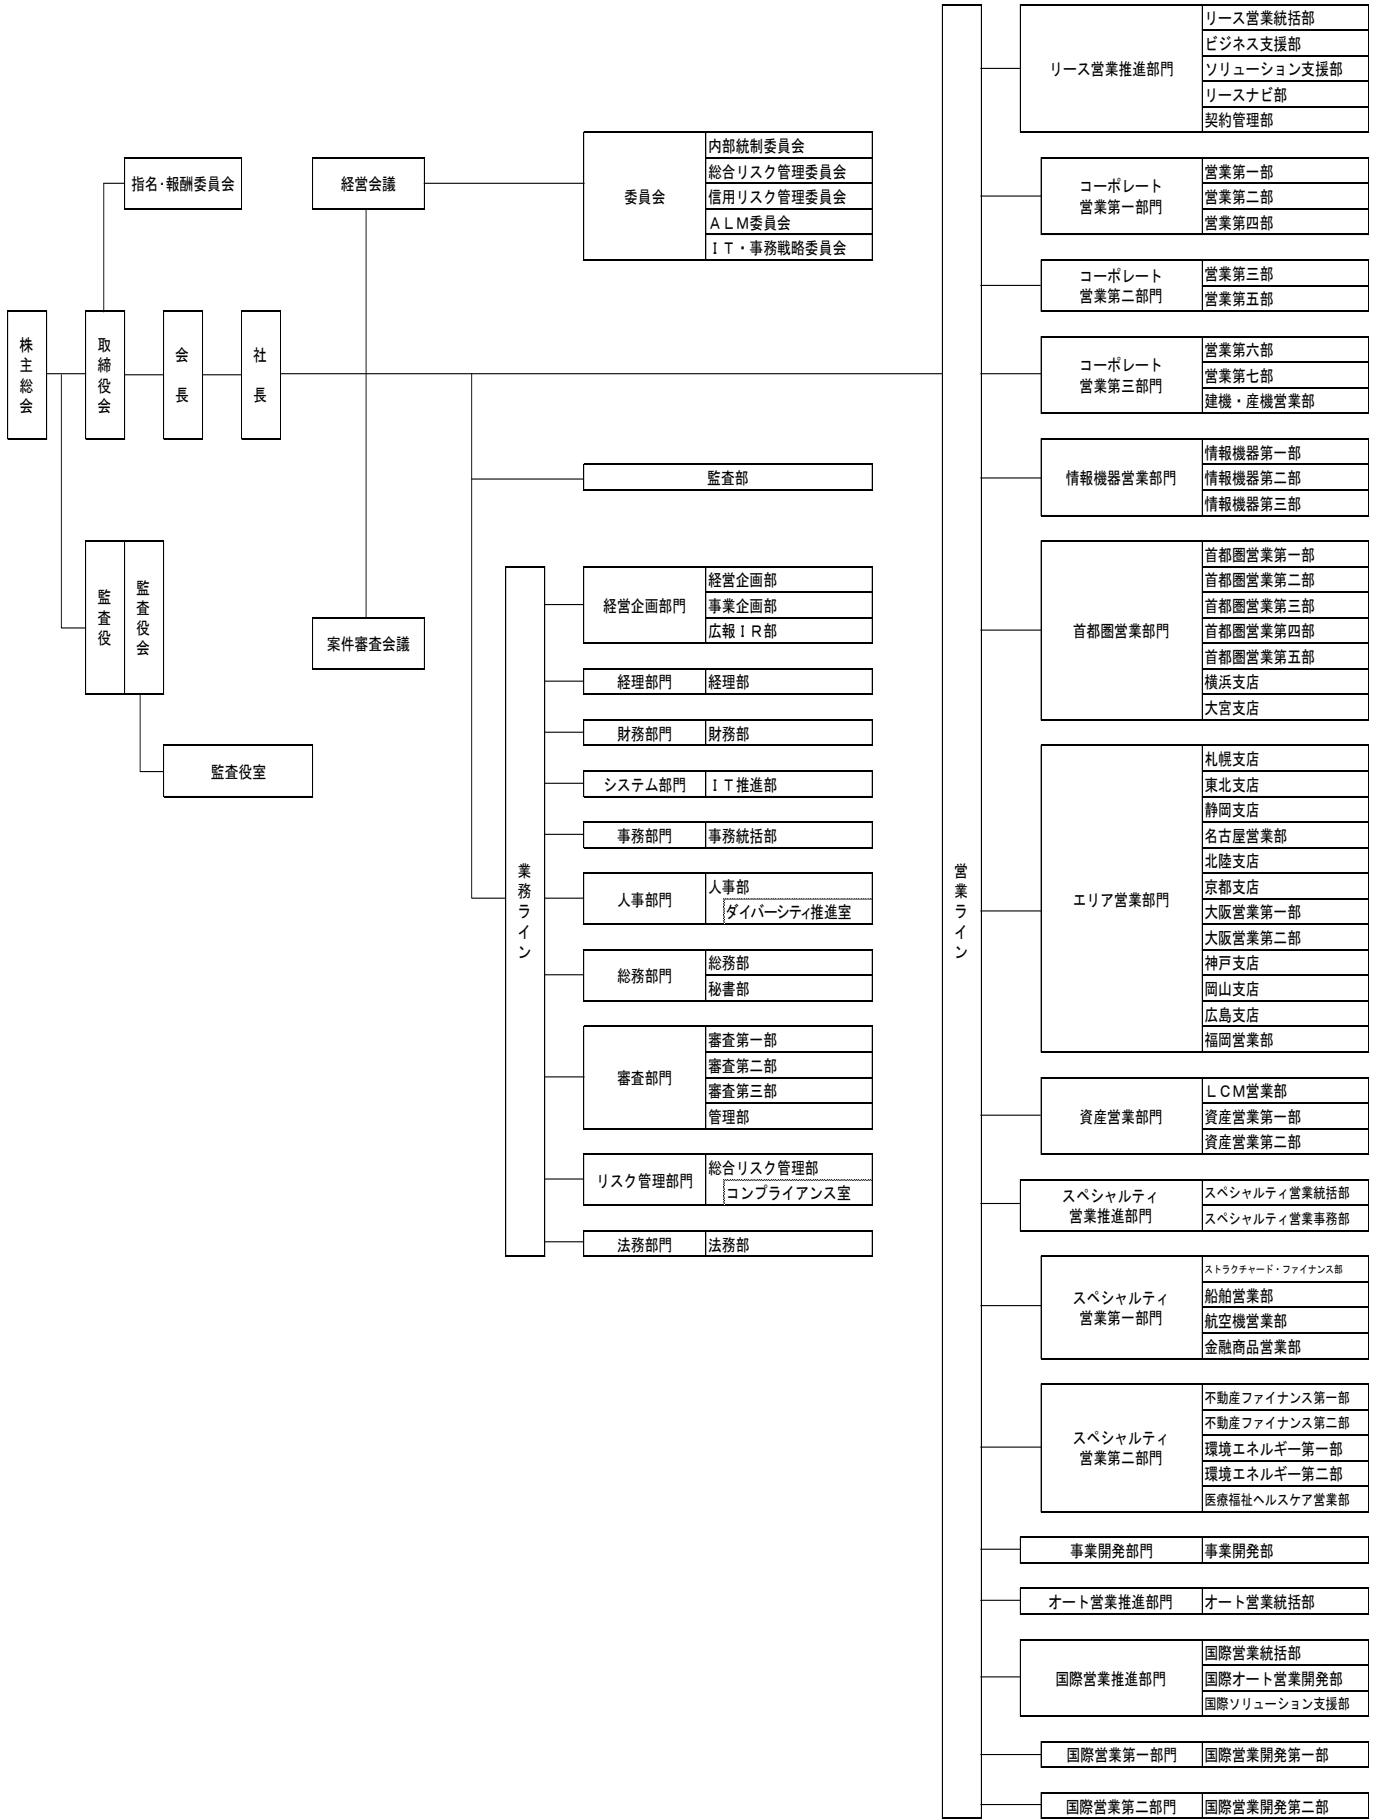 株主総会
取締役会
会長
社長
指名･報酬委員会
監査役
監査役会
監査役室
経営会議
案件審査会議
委員会
内部統制委員会
総合リスク管理委員会
信用リスク管理委員会
ＡＬＭ委員会
ＩＴ・事務戦略委員会
監査部
業務ライン
経営企画部門
経営企画部
事業企画部
広報ＩＲ部
経理部門
経理部
財務部門
財務部
システム部門
ＩＴ推進部
事務部門
事務統括部
人事部門
人事部
ダイバーシティ推進室
総務部門
総務部
秘書部
審査部門
審査第一部
審査第二部
審査第三部
管理部
リスク管理部門
総合リスク管理部
コンプライアンス室
法務部門
法務部
営業ライン
リース営業推進部門
リース営業統括部
ビジネス支援部
ソリューション支援部
リースナビ部
契約管理部
コーポレート
営業第一部門
営業第一部
営業第二部
営業第四部
コーポレート
営業第二部門
営業第三部
営業第五部
コーポレート
営業第三部門
営業第六部
営業第七部
建機・産機営業部
情報機器営業部門
情報機器第一部
情報機器第二部
情報機器第三部
首都圏営業部門
首都圏営業第一部
首都圏営業第二部
首都圏営業第三部
首都圏営業第四部
首都圏営業第五部
横浜支店
大宮支店
エリア営業部門
札幌支店
東北支店
静岡支店
名古屋営業部
北陸支店
京都支店
大阪営業第一部
大阪営業第二部
神戸支店
岡山支店
広島支店
福岡営業部
資産営業部門
ＬＣＭ営業部
資産営業第一部
資産営業第二部
スペシャルティ
営業推進部門
スペシャルティ営業統括部
スペシャルティ営業事務部
スペシャルティ
営業第一部門
ストラクチャード・ファイナンス部
船舶営業部
航空機営業部
金融商品営業部
スペシャルティ
営業第二部門
不動産ファイナンス第一部
不動産ファイナンス第二部
環境エネルギー第一部
環境エネルギー第二部
医療福祉ヘルスケア営業部
事業開発部門
事業開発部
オート営業推進部門
オート営業統括部
国際営業推進部門
国際営業統括部
国際オート営業開発部
国際ソリューション支援部
国際営業第一部門
国際営業開発第一部
国際営業第二部門
国際営業開発第二部